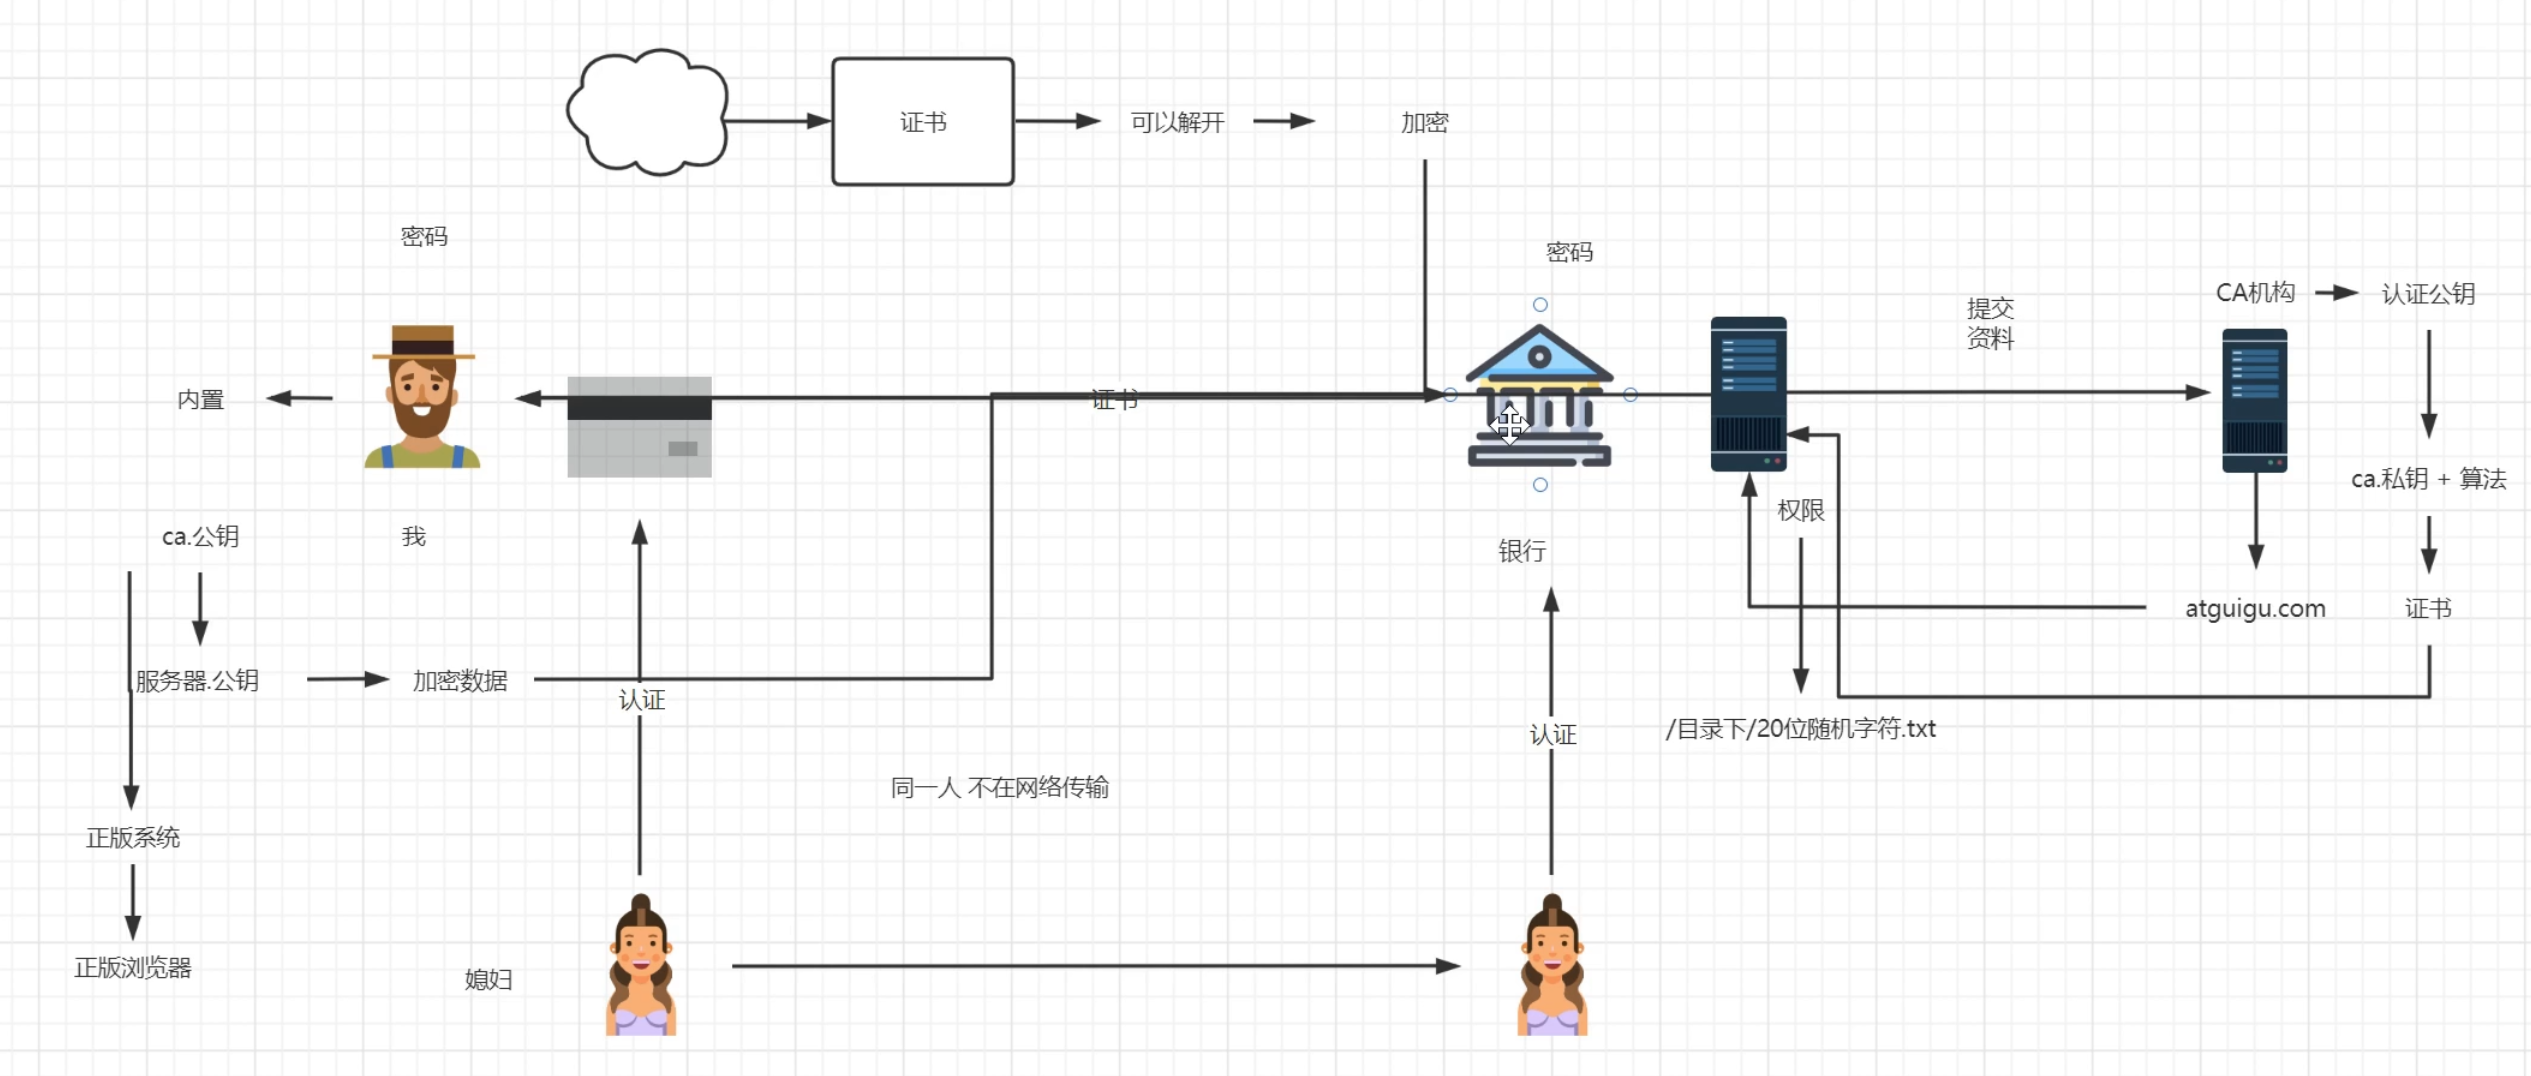 证书
可以解开
加密
密码
密码
CA机构
认证公钥
提交
资料
内置
证书
ca.私钥 + 算法
权限
ca.公钥
我
银行
atguigu.com
证书
服务器.公钥
加密数据
认证
/目录下/20位随机字符.txt
认证
同一人 不在网络传输
正版系统
正版浏览器
媳妇